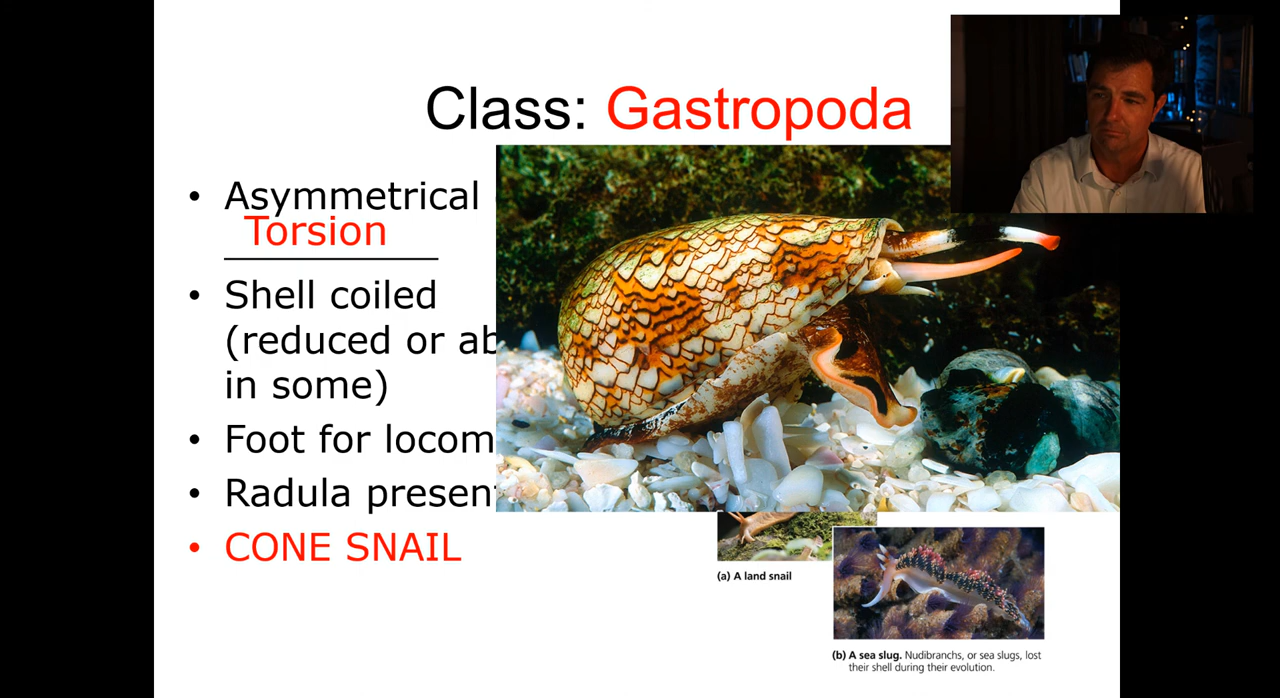 Class: Gastropoda
• Asymmetrical
Torsion
• Shell coiled
(reduced or ab
in some)
• Foot for locom
• Radula present
• CONE SNAIL
(a) A land snail
(b) A sea slug. Nudibranchs, or sea slugs, lost
their shell during their evolution.